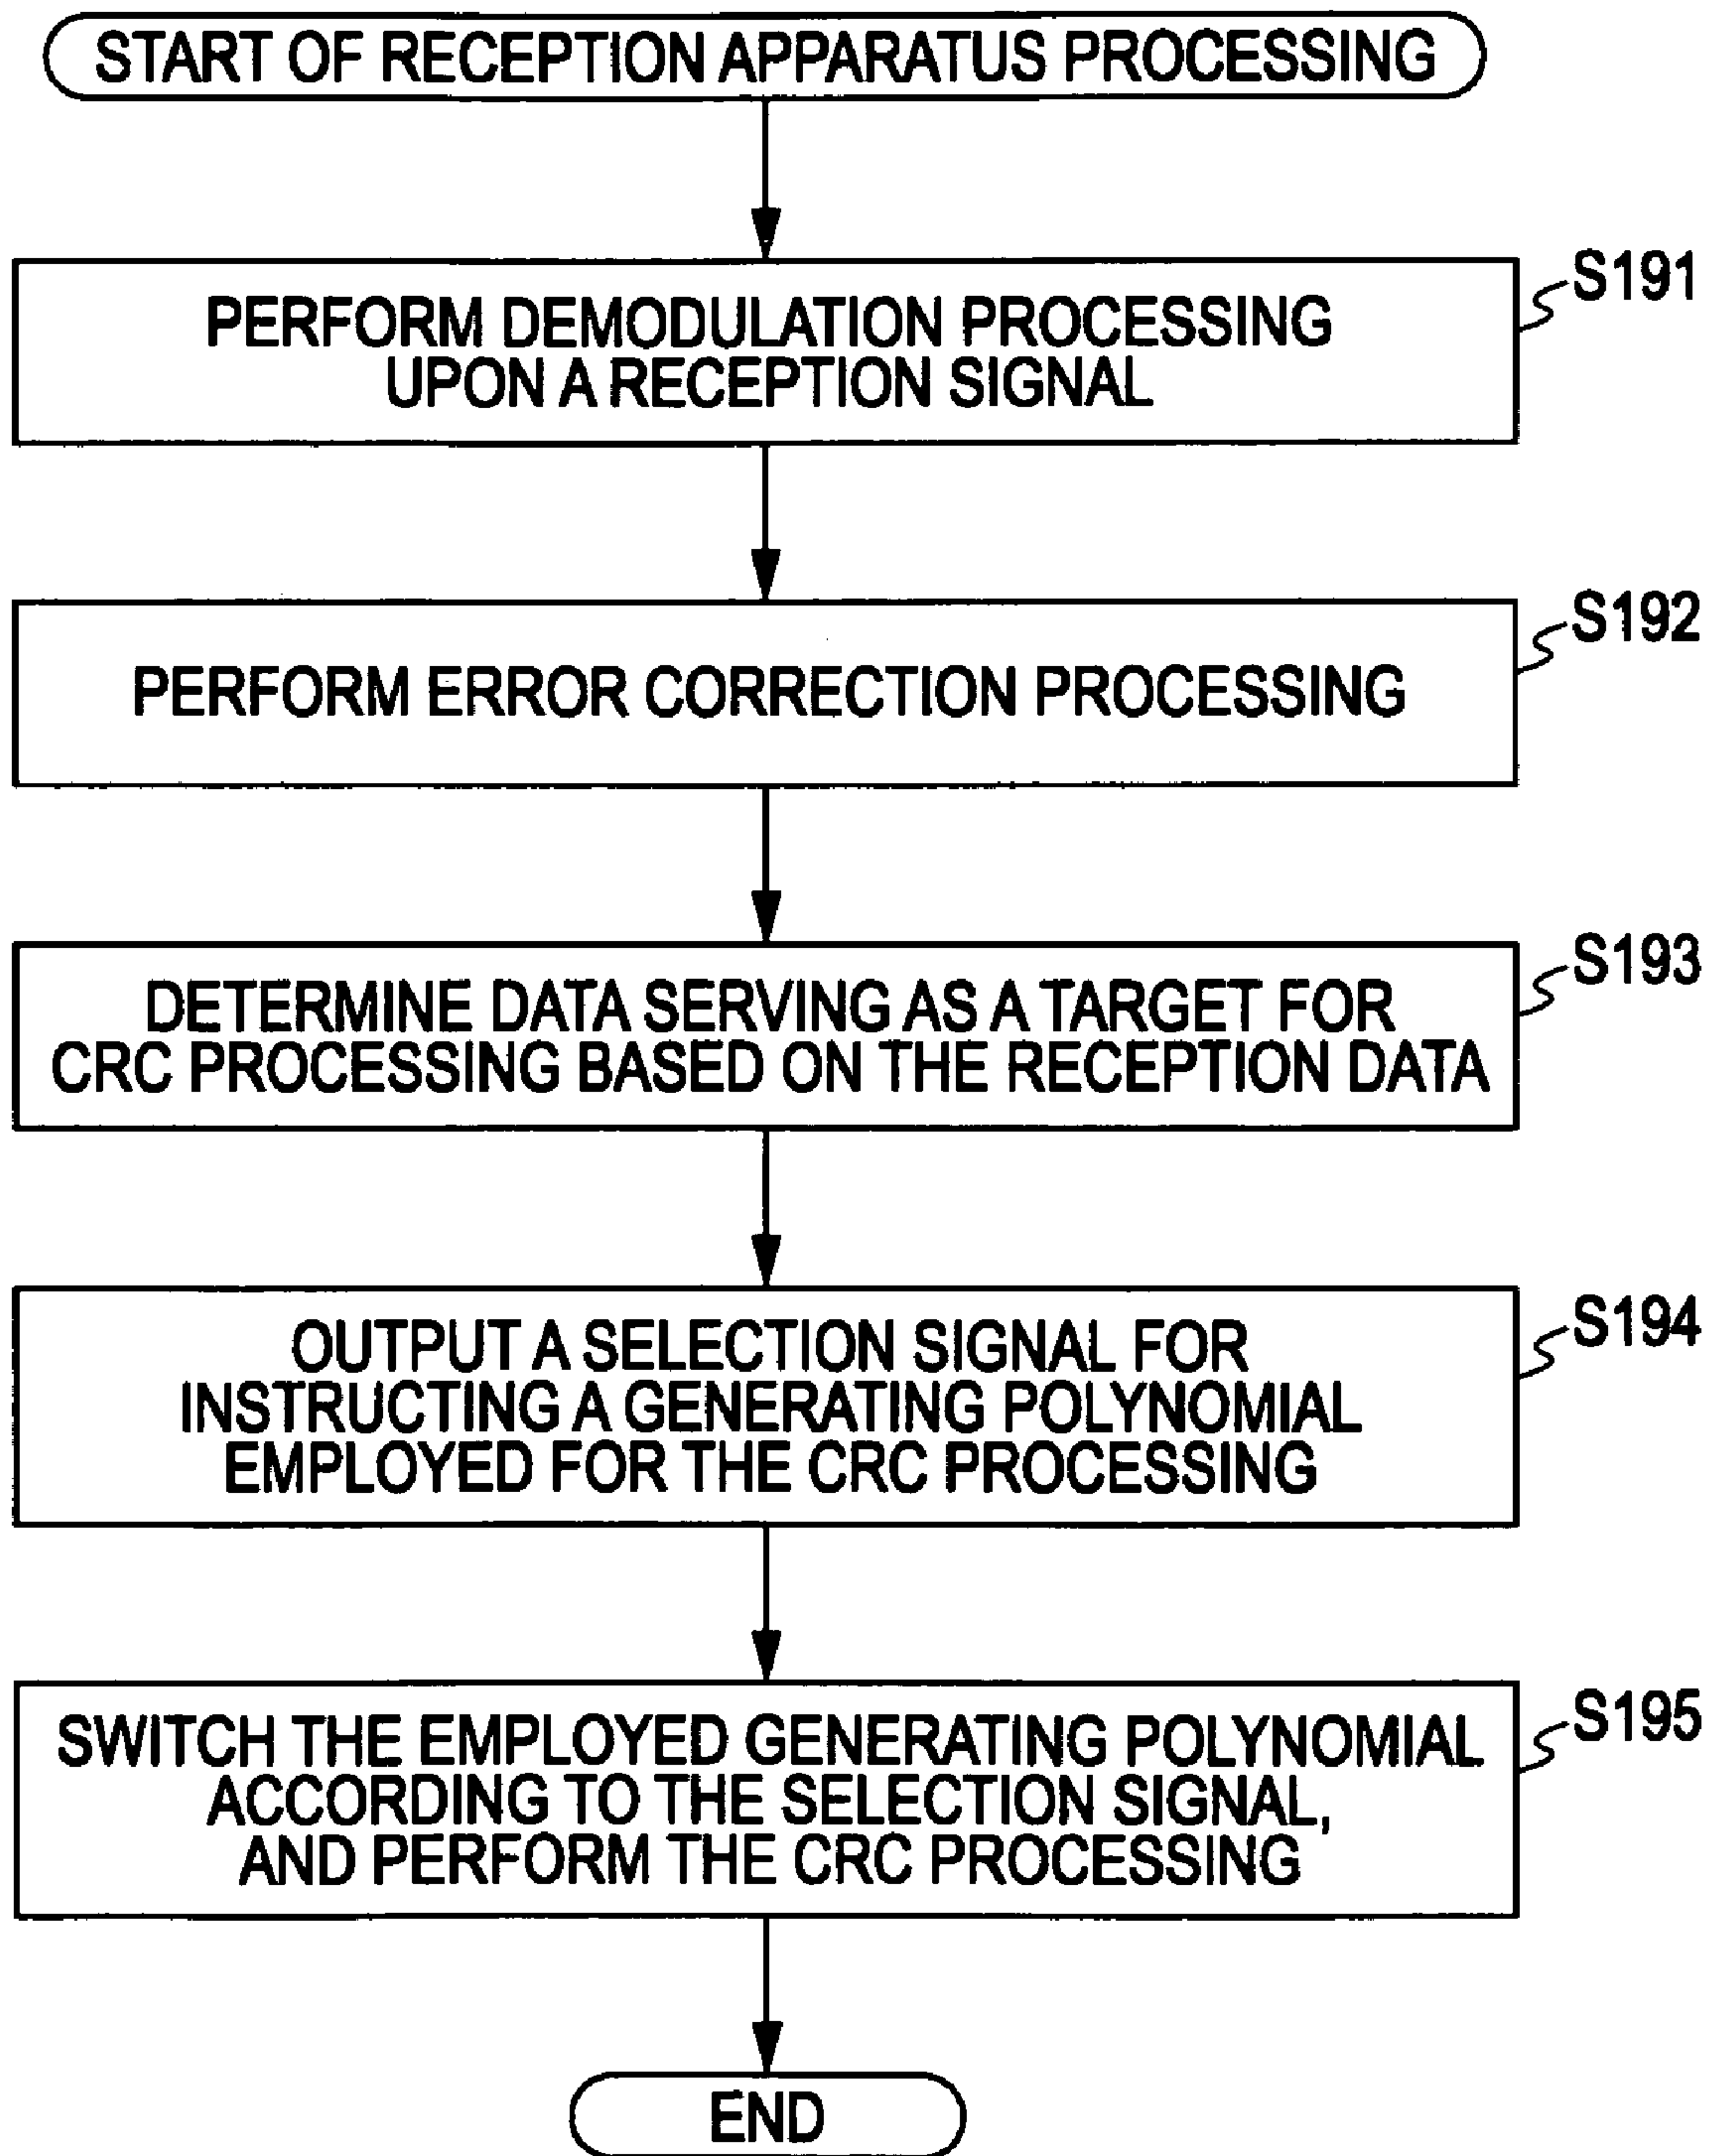 START OF RECEPTION APPARATUS PROCESSING
S191
PERFORM DEMODULATION PROCESSING
UPON A RECEPTION SIGNAL
S192
PERFORM ERROR CORRECTION PROCESSING
S193
DETERMINE DATA SERVING AS A TARGET FOR
CRC PROCESSING BASED ON THE RECEPTION DATA
S194
OUTPUT A SELECTION SIGNAL FOR
INSTRUCTING A GENERATING POLYNOMIAL
EMPLOYED FOR THE CRC PROCESSING
S195
SWITCH THE EMPLOYED GENERATING POLYNOMIAL
ACCORDING TO THE SELECTION SIGNAL,
AND PERFORM THE CRC PROCESSING
END